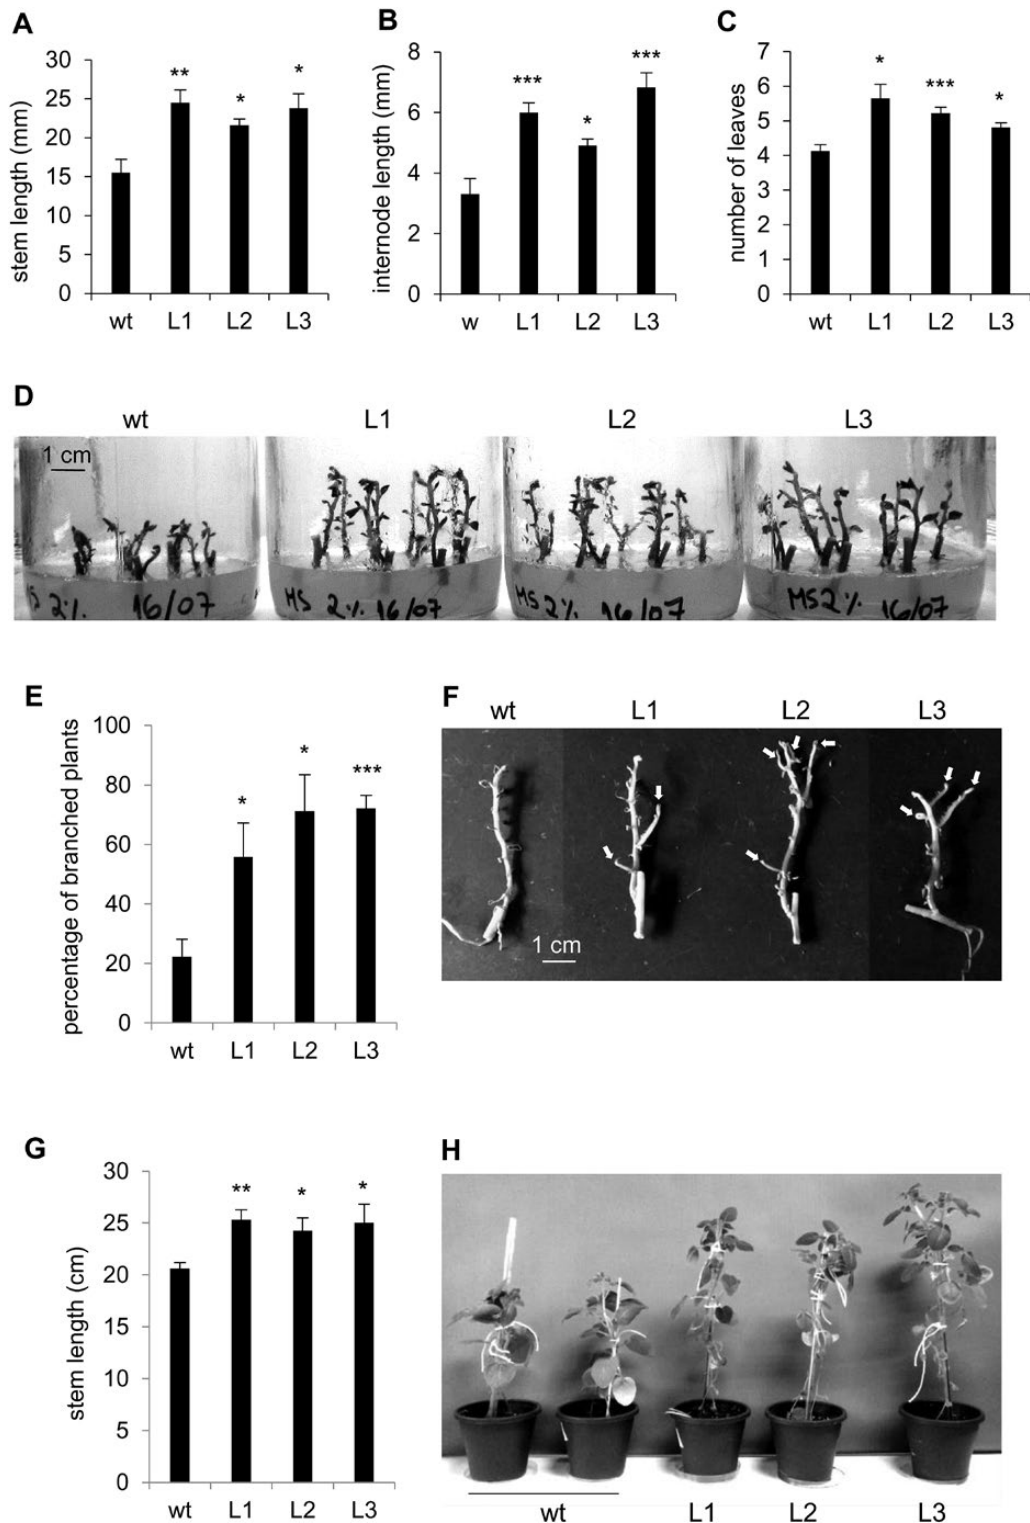 A
stem length (mm)
30
25
20
15
10
5
0
**
*
*
wt L1 L2 L3
B
internode length (mm)
8
6
4
2
0
***
*
***
w L1 L2 L3
C
number of leaves
7
6
5
4
3
2
1
0
*
***
*
wt L1 L2 L3
D
wt L1 L2 L3
1 cm
2% 16/07
MS 2% 16/07
MS 2% 16/07
MS 2% 16/07
E
percentage of branched plants
100
80
60
40
20
0
*
*
***
wt L1 L2 L3
F
wt L1 L2 L3
1 cm
G
stem length (cm)
30
25
20
15
10
5
0
**
*
*
wt L1 L2 L3
H
wt L1 L2 L3